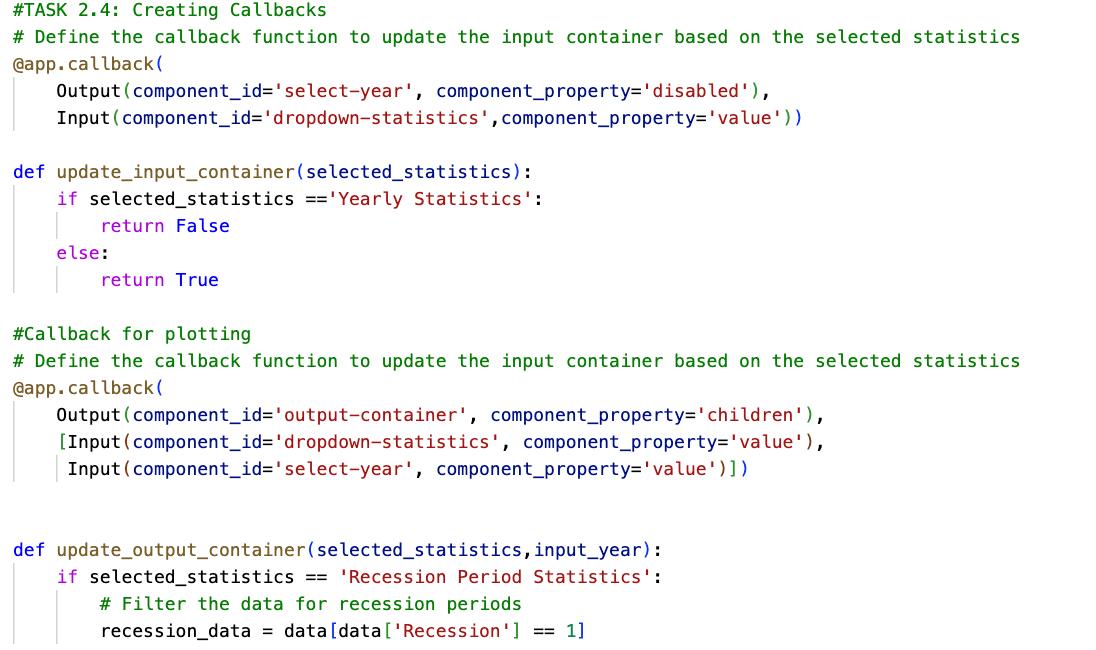 #TASK 2.4: Creating Callbacks
# Define the callback function to update the input container based on the selected statistics
@app.callback(
    Output(component_id='select-year', component_property='disabled'),
    Input(component_id='dropdown-statistics',component_property='value'))

def update_input_container(selected_statistics):
    if selected_statistics =='Yearly Statistics':
        return False
    else:
        return True

#Callback for plotting
# Define the callback function to update the input container based on the selected statistics
@app.callback(
    Output(component_id='output-container', component_property='children'),
    [Input(component_id='dropdown-statistics', component_property='value'),
     Input(component_id='select-year', component_property='value')])


def update_output_container(selected_statistics,input_year):
    if selected_statistics == 'Recession Period Statistics':
        # Filter the data for recession periods
        recession_data = data[data['Recession'] == 1]